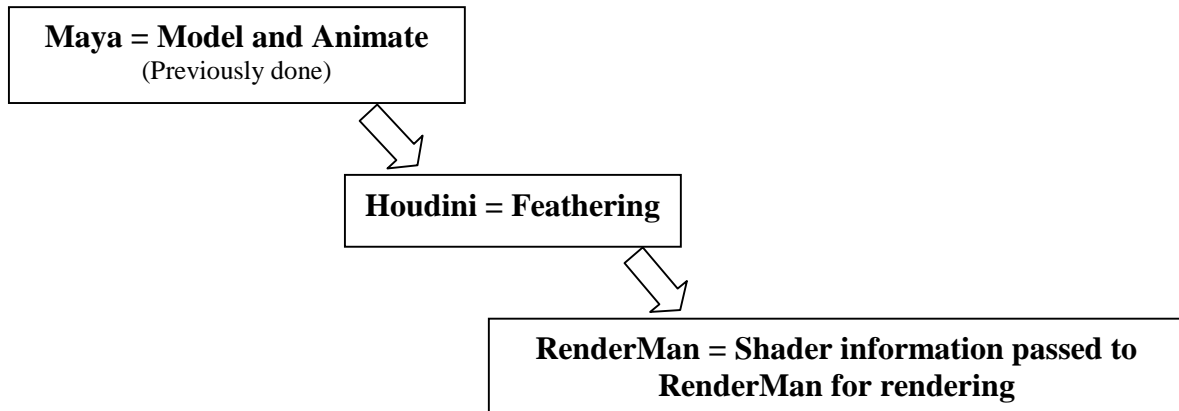 Maya = Model and Animate
(Previously done)
Houdini = Feathering
RenderMan = Shader information passed to
RenderMan for rendering